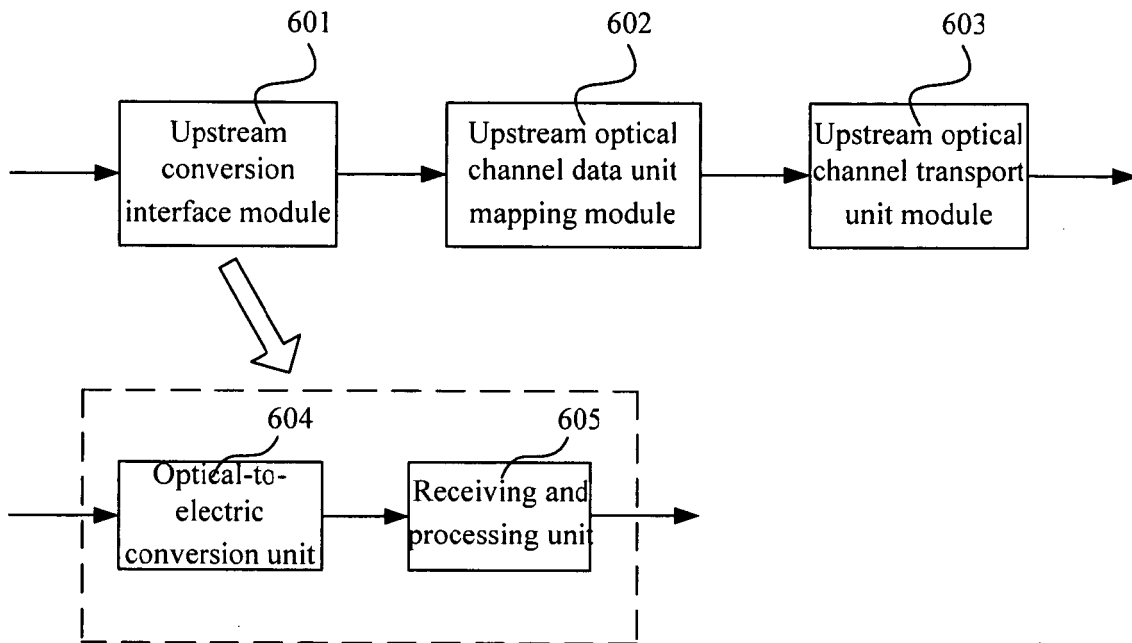 601
602
603
Upstream
conversion
interface module
Upstream optical
channel data unit
mapping module
Upstream optical
channel transport
unit module
604
605
Optical-to-
electric
conversion unit
Receiving and
processing unit